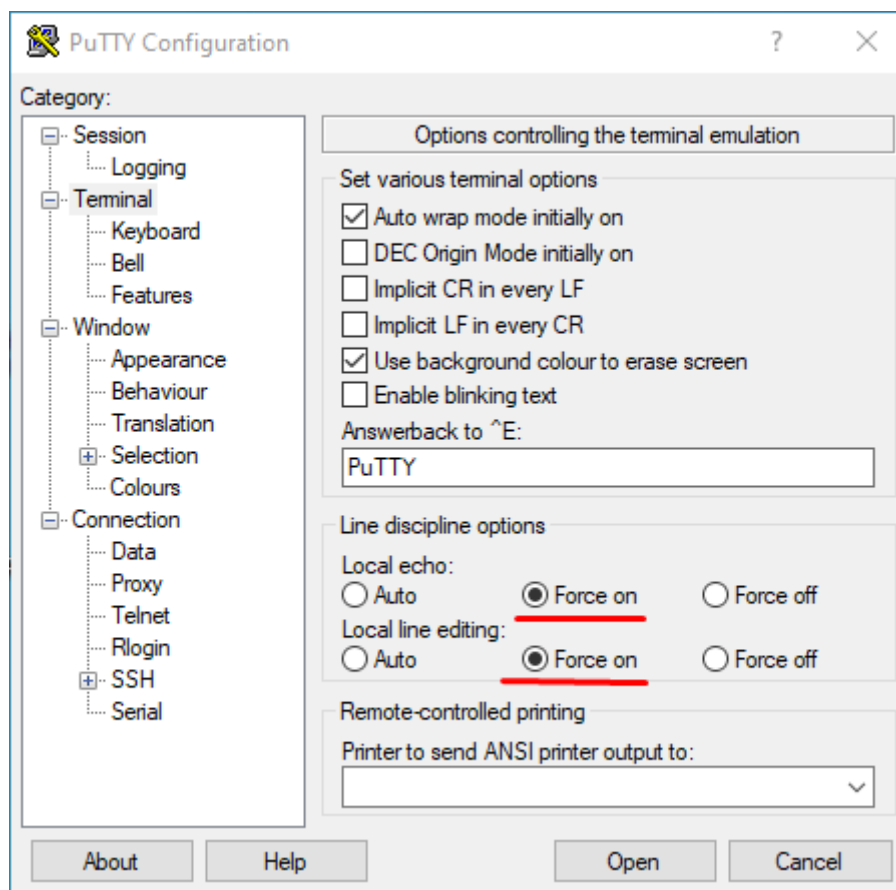 PuTTY Configuration
?
Category:
Session
Logging
Terminal
Keyboard
Bell
Features
Window
Appearance
Behaviour
Translation
Selection
Colours
Connection
Data
Proxy
Telnet
Rlogin
SSH
Serial
Options controlling the terminal emulation
Set various terminal options
Auto wrap mode initially on
DEC Origin Mode initially on
Implicit CR in every LF
Implicit LF in every CR
Use background colour to erase screen
Enable blinking text
Answerback to ^E:
PuTTY
Line discipline options
Local echo:
Auto Force on Force off
Local line editing:
Auto Force on Force off
Remote-controlled printing
Printer to send ANSI printer output to:
About Help Open Cancel